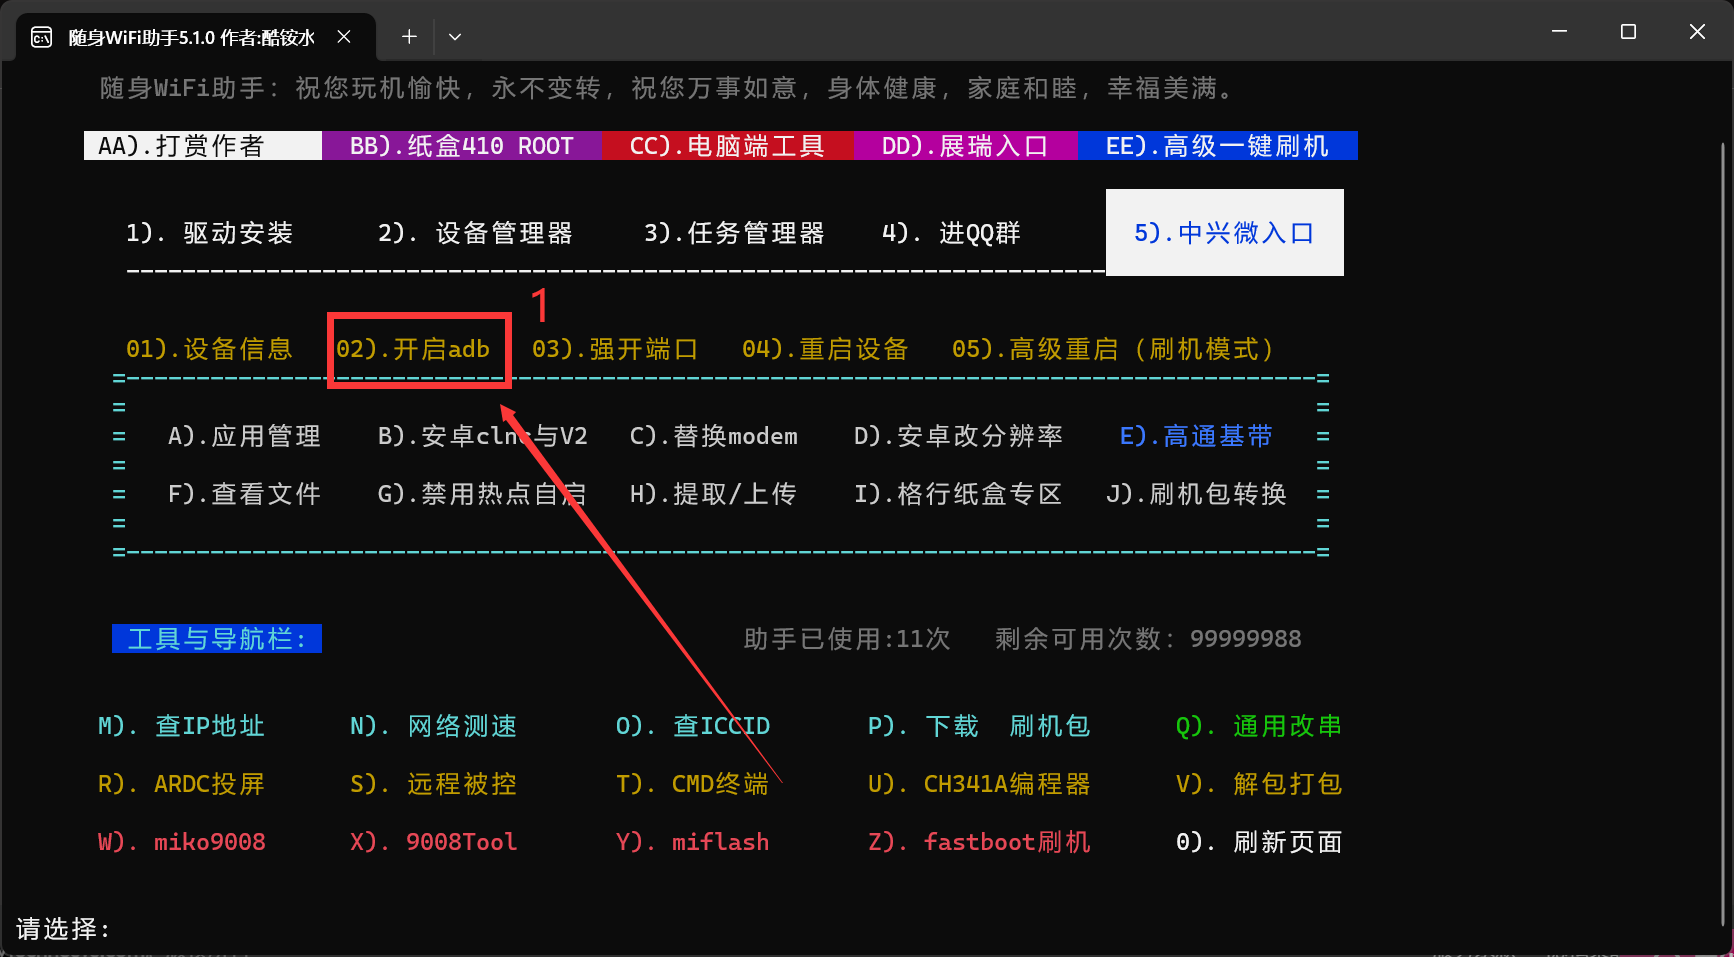 随身WiFi助手5.1.0 作者:酷铵水
随身WiFi助手: 祝您玩机愉快, 永不变转, 祝您万事如意, 身体健康, 家庭和睦, 幸福美满。
AA).打赏作者 BB).纸盒410 ROOT CC).电脑端工具 DD).展瑞入口 EE).高级一键刷机
1). 驱动安装 2). 设备管理器 3).任务管理器 4). 进QQ群 5).中兴微入口
1
01).设备信息 02).开启adb 03).强开端口 04).重启设备 05).高级重启（刷机模式）
A).应用管理 B).安卓clnc与V2 C).替换modem D).安卓改分辨率 E).高通基带
F).查看文件 G).禁用热点自启 H).提取/上传 I).格行纸盒专区 J).刷机包转换
工具与导航栏: 助手已使用:11次 剩余可用次数: 99999988
M). 查IP地址 N). 网络测速 O). 查ICCID P). 下载 刷机包 Q). 通用改串
R). ARDC投屏 S). 远程被控 T). CMD终端 U). CH341A编程器 V). 解包打包
W). miko9008 X). 9008Tool Y). miflash Z). fastboot刷机 0). 刷新页面
请选择: